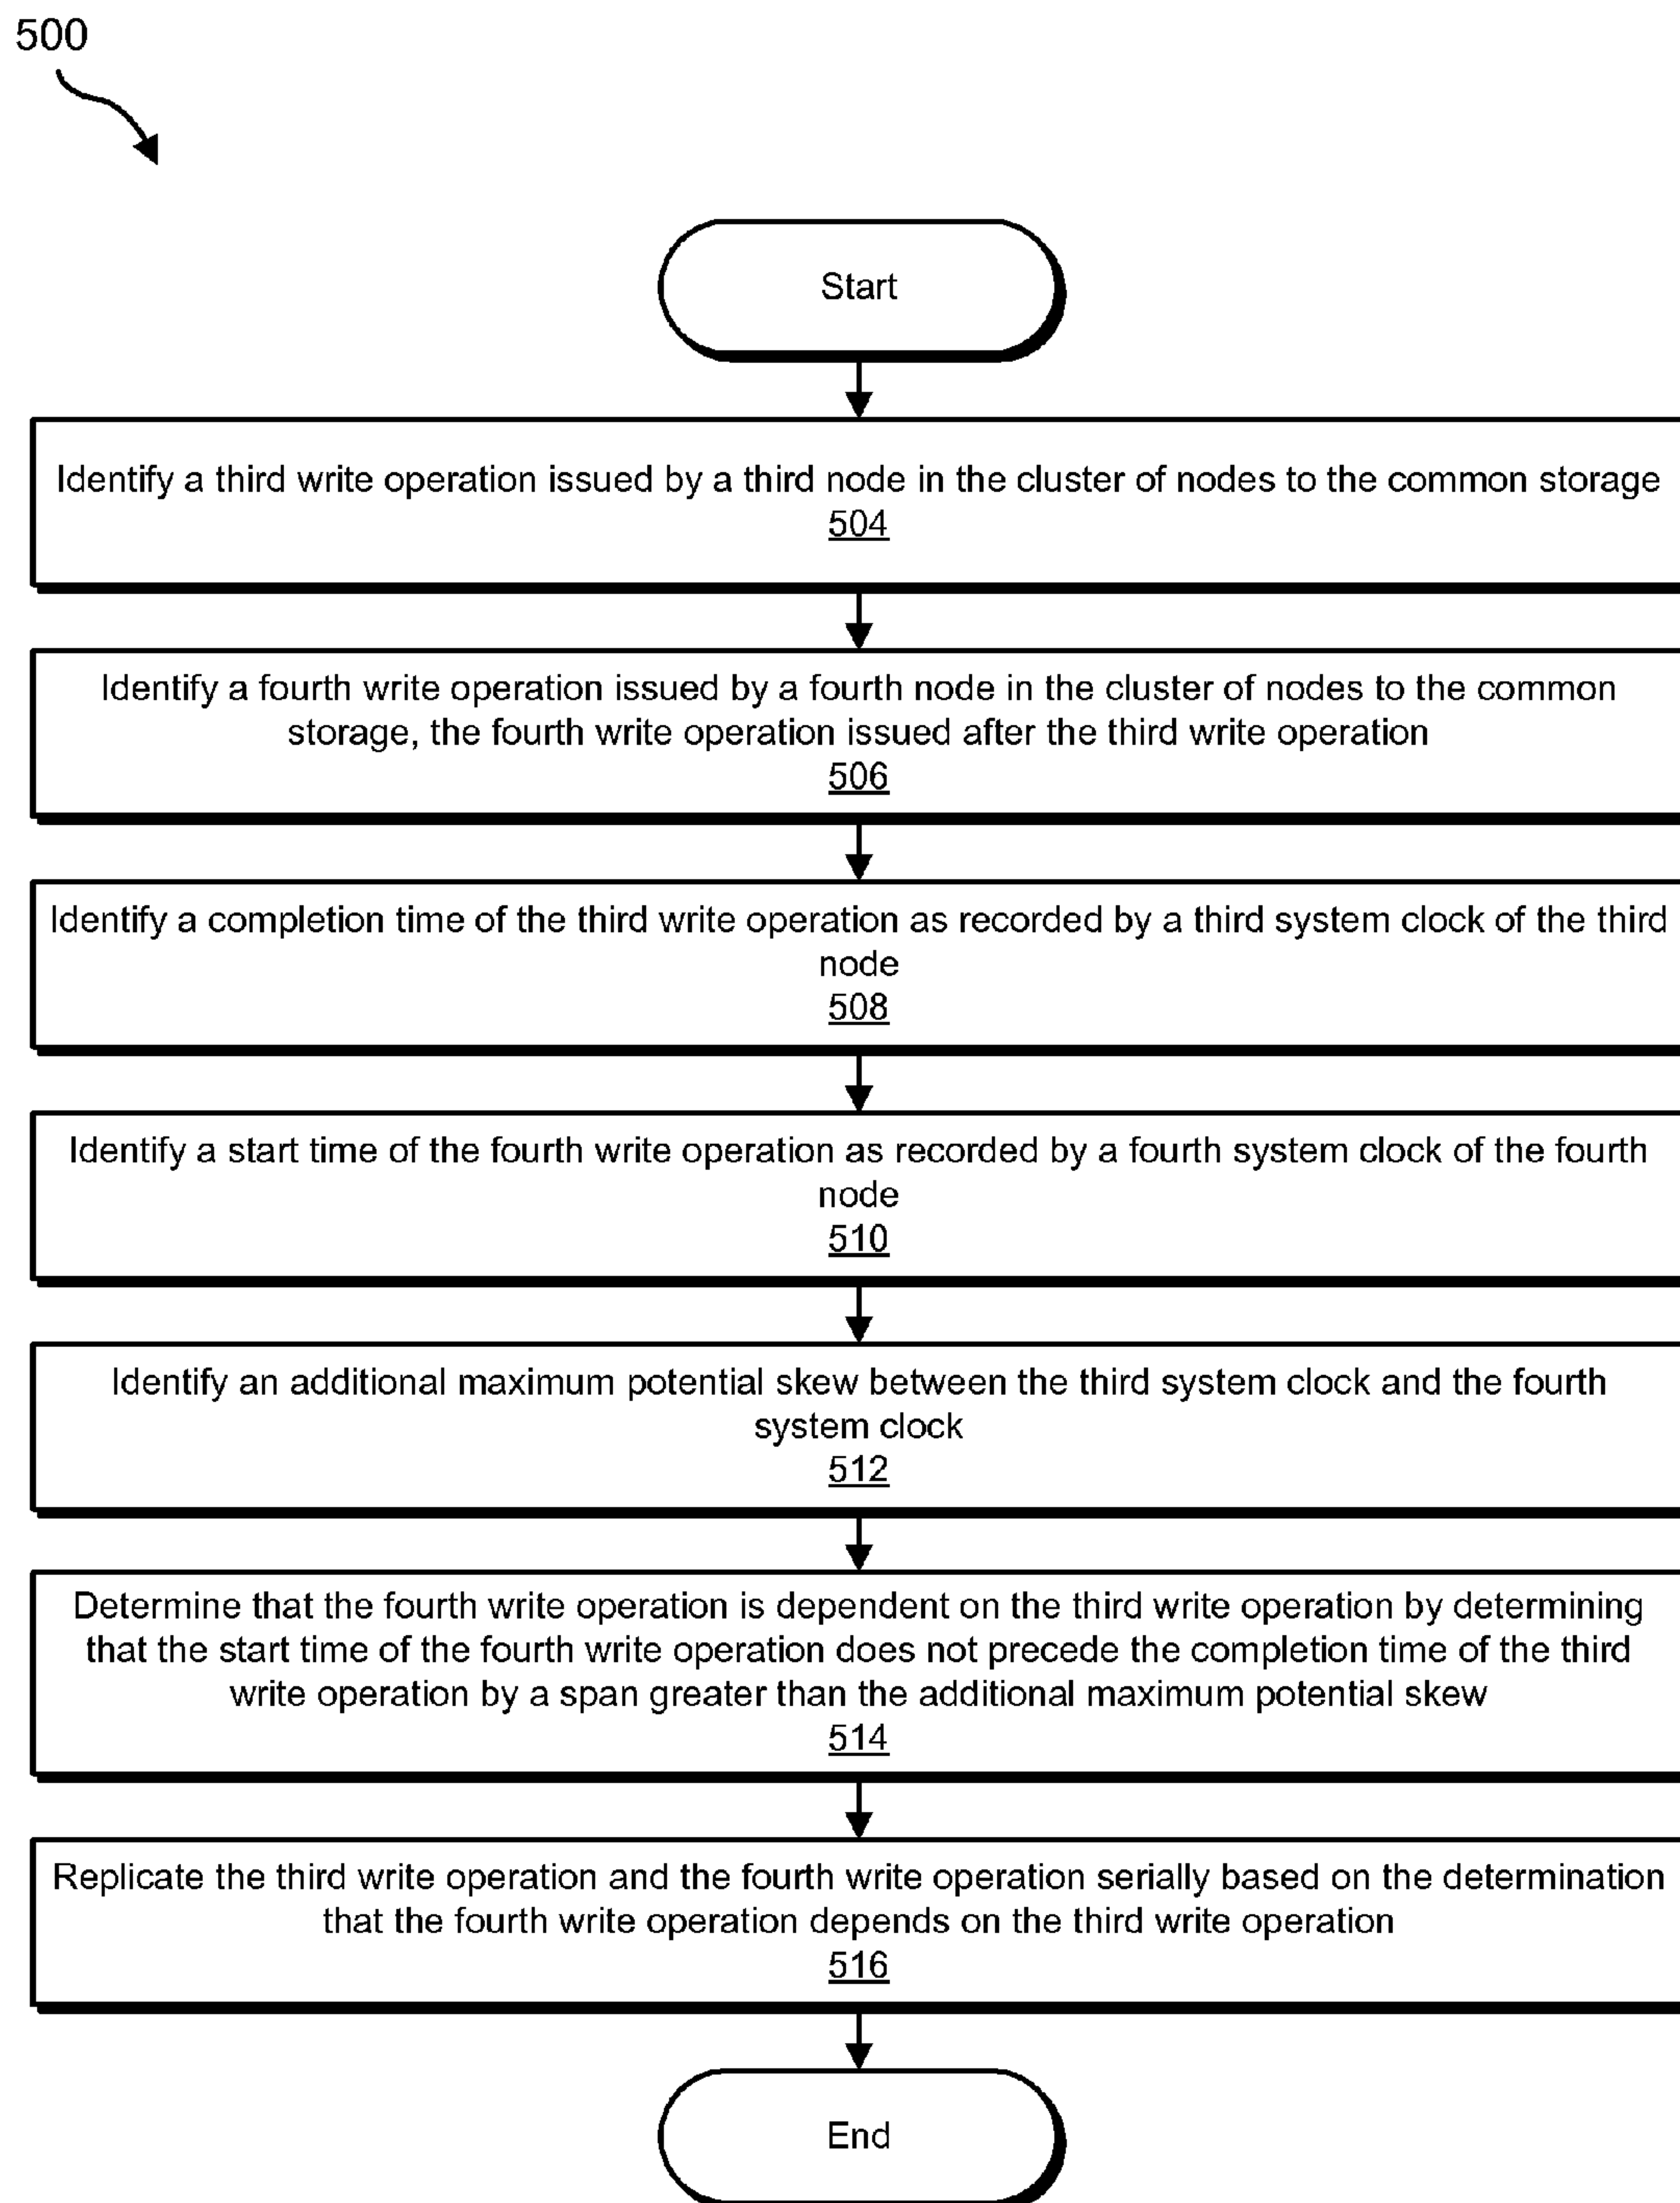 500
Start
Identify a third write operation issued by a third node in the cluster of nodes to the common storage
504
Identify a fourth write operation issued by a fourth node in the cluster of nodes to the common
storage, the fourth write operation issued after the third write operation
506
Identify a completion time of the third write operation as recorded by a third system clock of the third
node
508
Identify a start time of the fourth write operation as recorded by a fourth system clock of the fourth
node
510
Identify an additional maximum potential skew between the third system clock and the fourth
system clock
512
Determine that the fourth write operation is dependent on the third write operation by determining
that the start time of the fourth write operation does not precede the completion time of the third
write operation by a span greater than the additional maximum potential skew
514
Replicate the third write operation and the fourth write operation serially based on the determination
that the fourth write operation depends on the third write operation
516
End